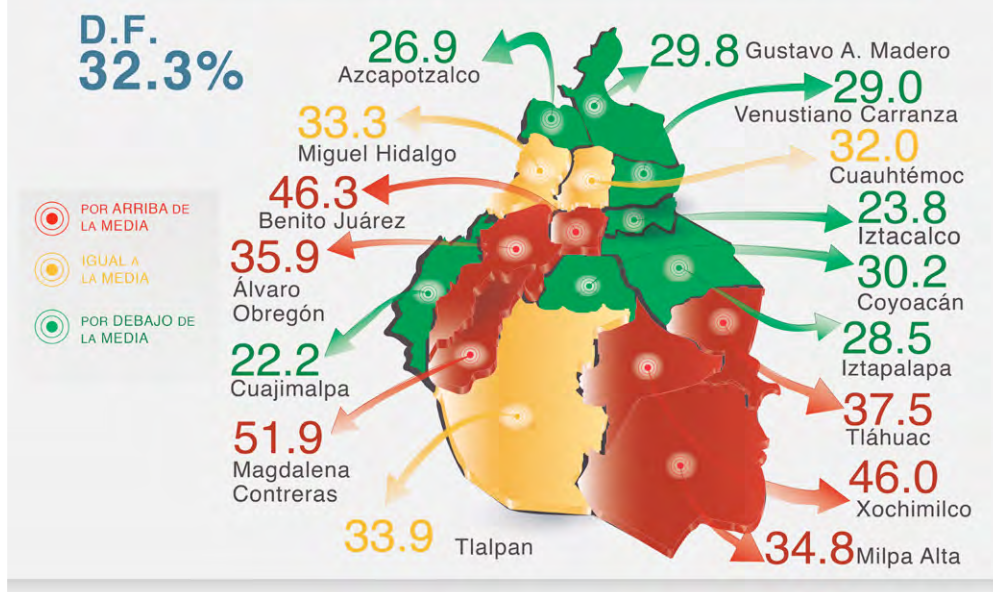 D.F.
32.3%
26.9
Azcapotzalco
29.8 Gustavo A. Madero
29.0
Venustiano Carranza
33.3
Miguel Hidalgo
32.0
Cuauhtémoc
46.3
Benito Juárez
23.8
Iztacalco
POR ARRIBA DE
LA MEDIA
IGUAL A
LA MEDIA
POR DEBAJO DE
LA MEDIA
35.9
Álvaro
Obregón
30.2
Coyoacán
22.2
Cuajimalpa
28.5
Iztapalapa
51.9
Magdalena
Contreras
37.5
Tláhuac
46.0
Xochimilco
33.9 Tlalpan
34.8 Milpa Alta